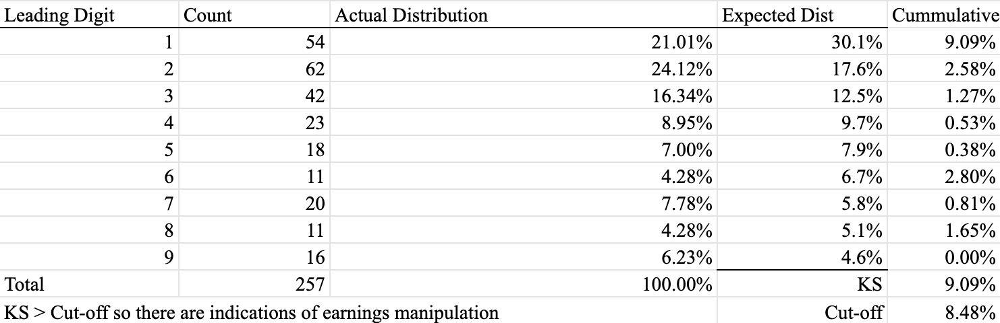 Leading Digit Count Actual Distribution Expected Dist Cummulative
1 54 21.01% 30.1% 9.09%
2 62 24.12% 17.6% 2.58%
3 42 16.34% 12.5% 1.27%
4 23 8.95% 9.7% 0.53%
5 18 7.00% 7.9% 0.38%
6 11 4.28% 6.7% 2.80%
7 20 7.78% 5.8% 0.81%
8 11 4.28% 5.1% 1.65%
9 16 6.23% 4.6% 0.00%
Total 257 100.00% KS 9.09%
KS > Cut-off so there are indications of earnings manipulation Cut-off 8.48%